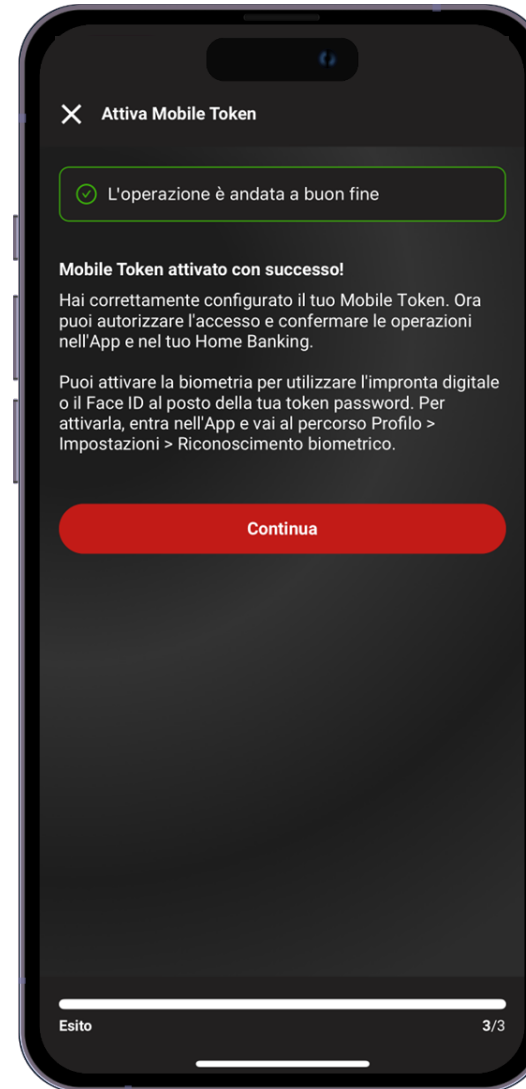 Attiva Mobile Token
L'operazione è andata a buon fine
Mobile Token attivato con successo!
Hai correttamente configurato il tuo Mobile Token. Ora
puoi autorizzare l'accesso e confermare le operazioni
nell'App e nel tuo Home Banking.
Puoi attivare la biometria per utilizzare l'impronta digitale
o il Face ID al posto della tua token password. Per
attivarla, entra nell'App e vai al percorso Profilo >
Impostazioni > Riconoscimento biometrico.
Continua
Esito 3/3